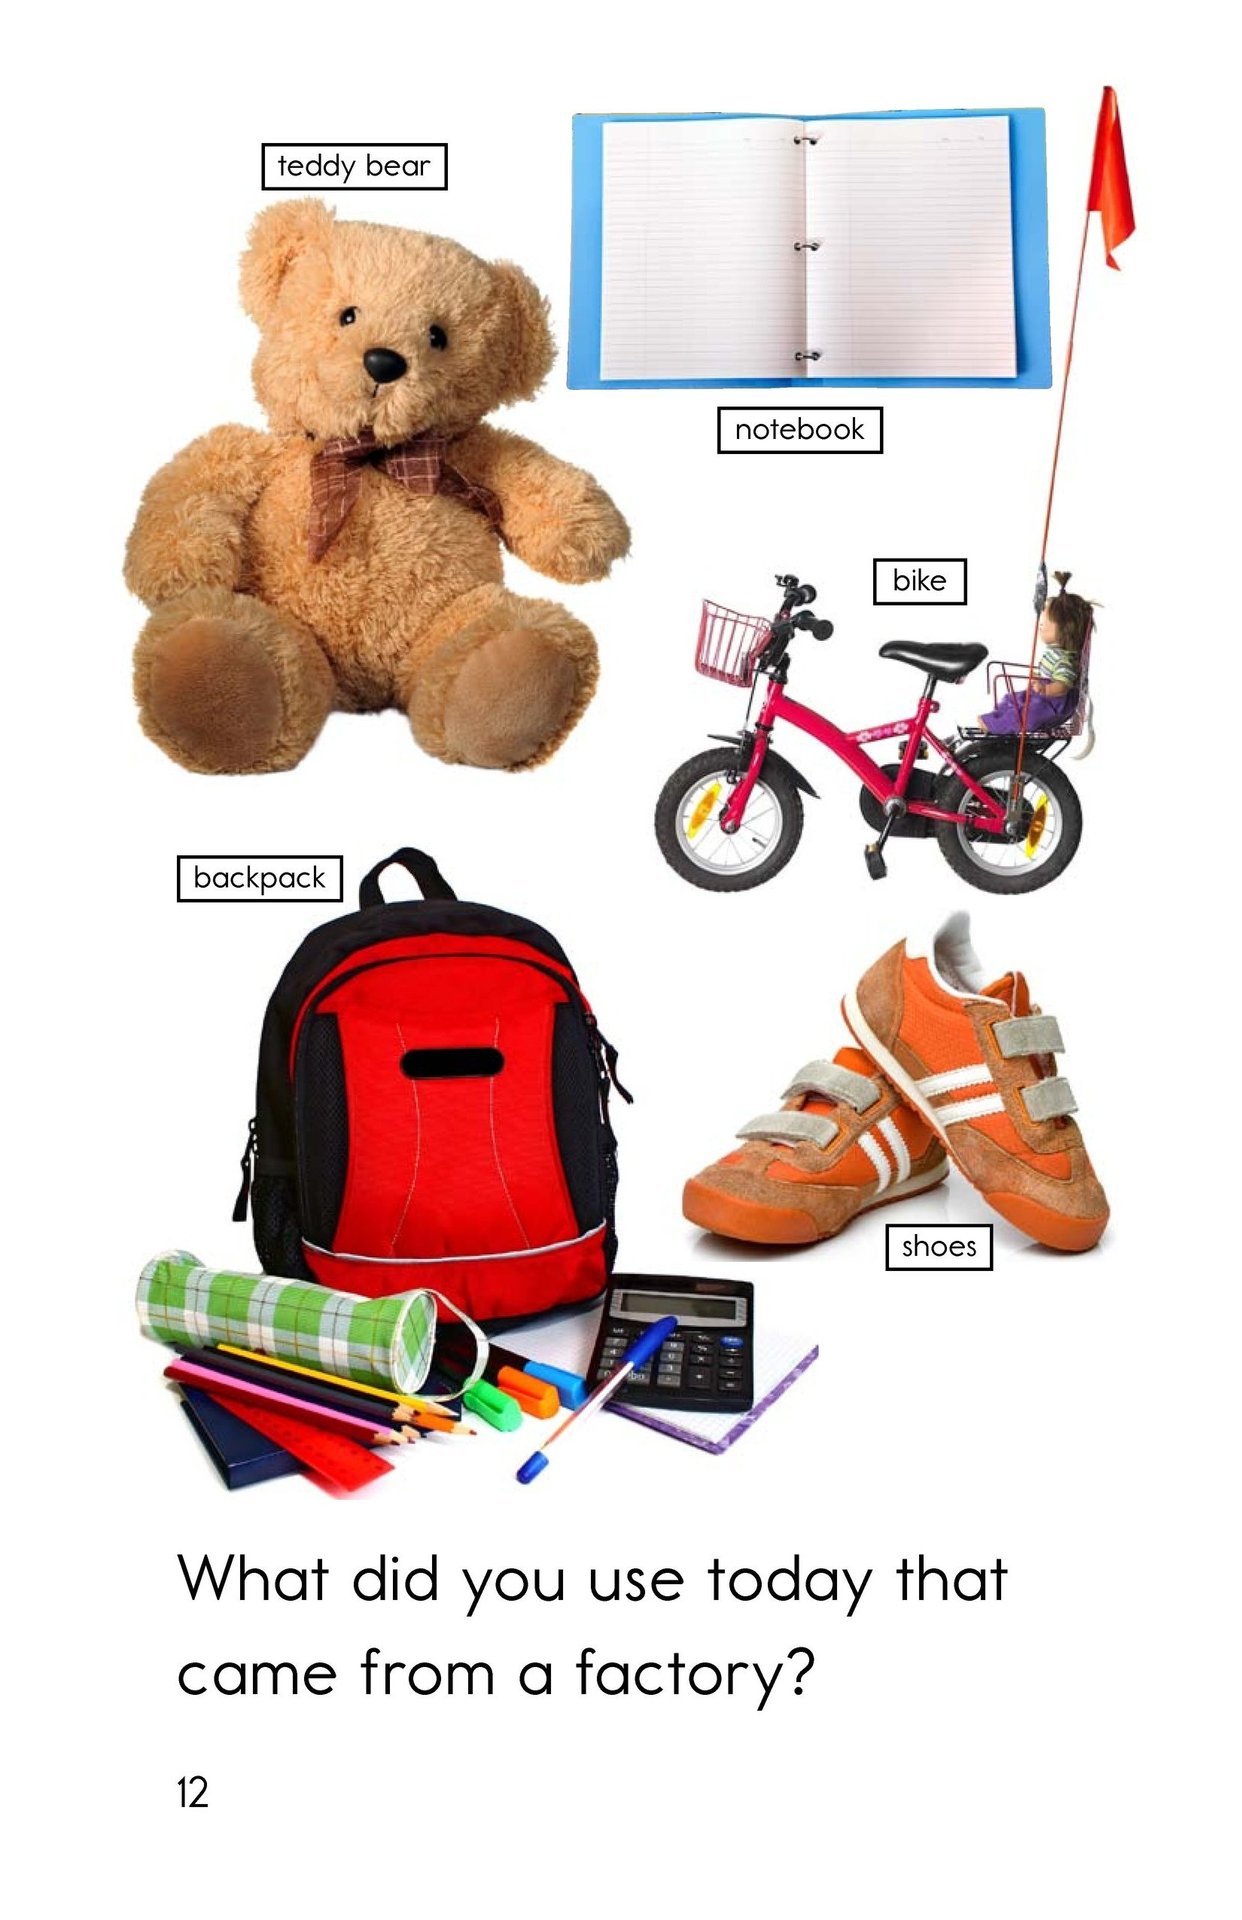 teddy bear
notebook
bike
backpack
shoes
What did you use today that
came from a factory?
12